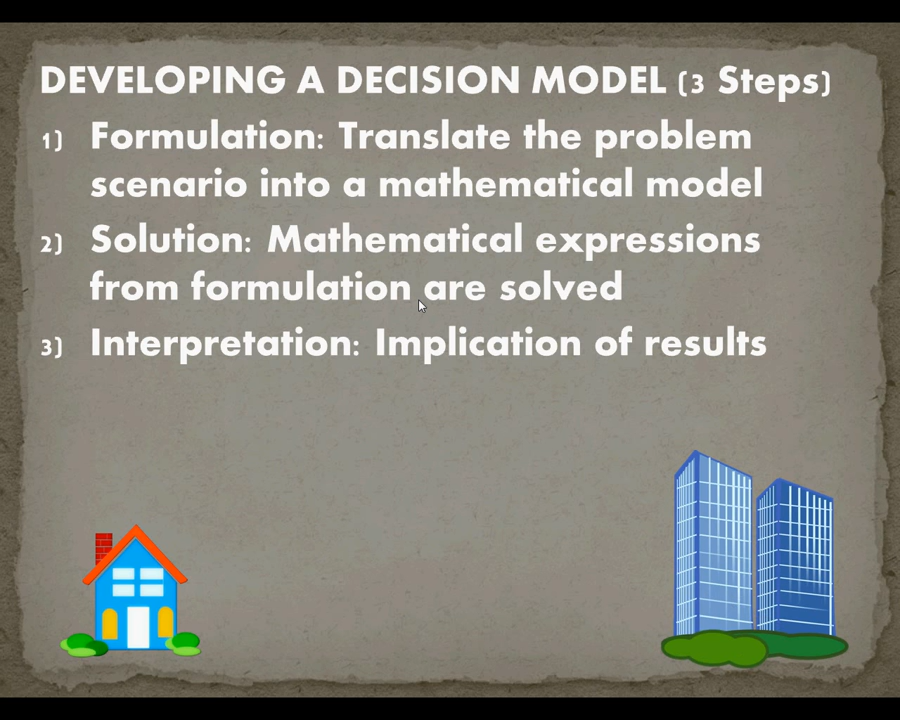 DEVELOPING A DECISION MODEL (3 Steps)
1) Formulation: Translate the problem
scenario into a mathematical model
2) Solution: Mathematical expressions
from formulation are solved
3) Interpretation: Implication of results